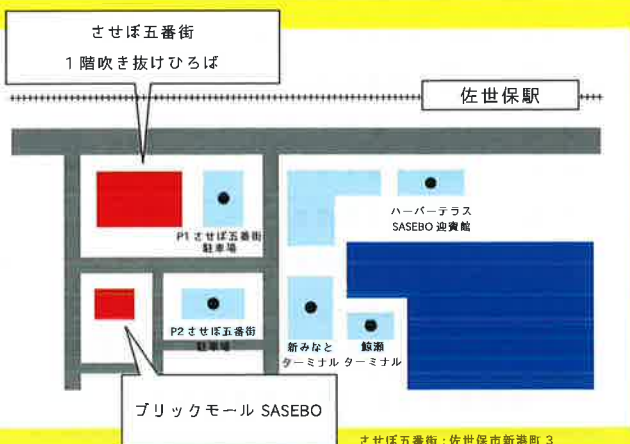 させぼ五番街
1階吹き抜けひろば
佐世保駅
ハーバーテラス
SASEBO 迎賓館
P1 させぼ五番街
駐車場
P2 させぼ五番街
駐車場
新みなと
ターミナル
鯨瀬
ターミナル
ブリックモール SASEBO
させぼ五番街：佐世保市新港町 3